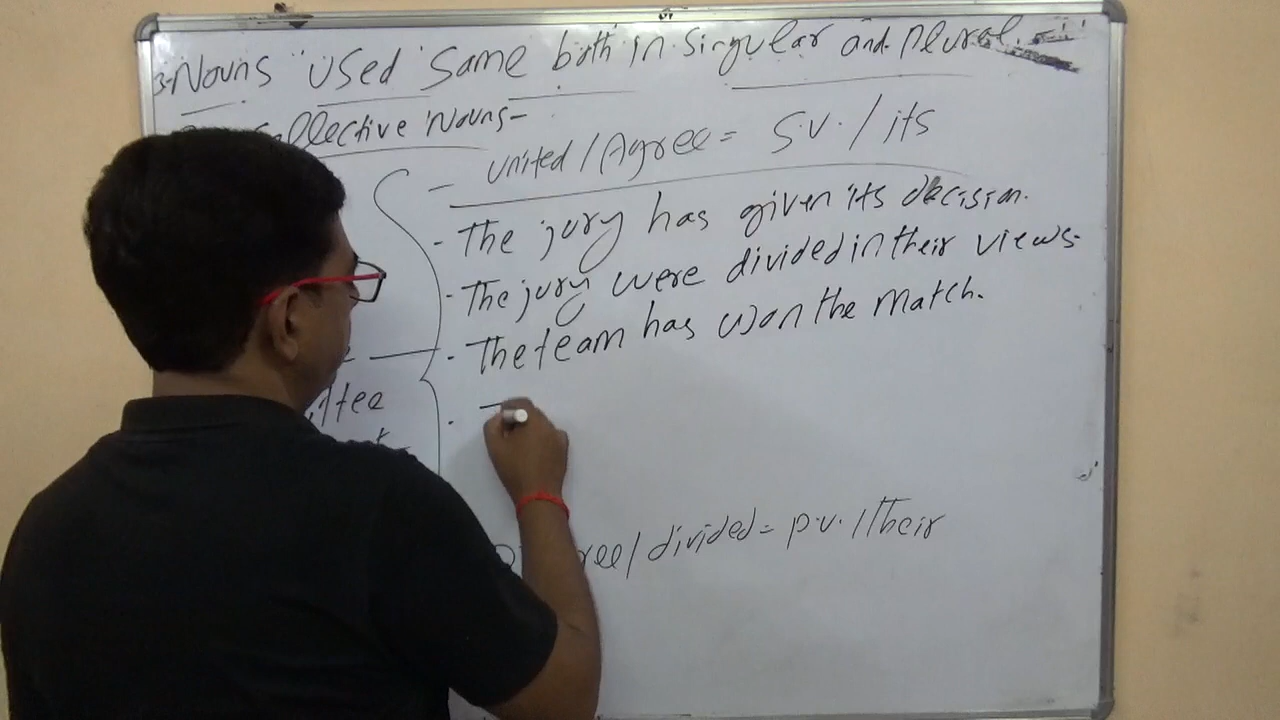 3. Nouns used same both in singular and plural.
collective Nouns-
- united / Agree = S.V. / its
- The jury has given its decision.
- The jury were divided in their views.
- The team has won the match.
ree / divided = p.v. / Their